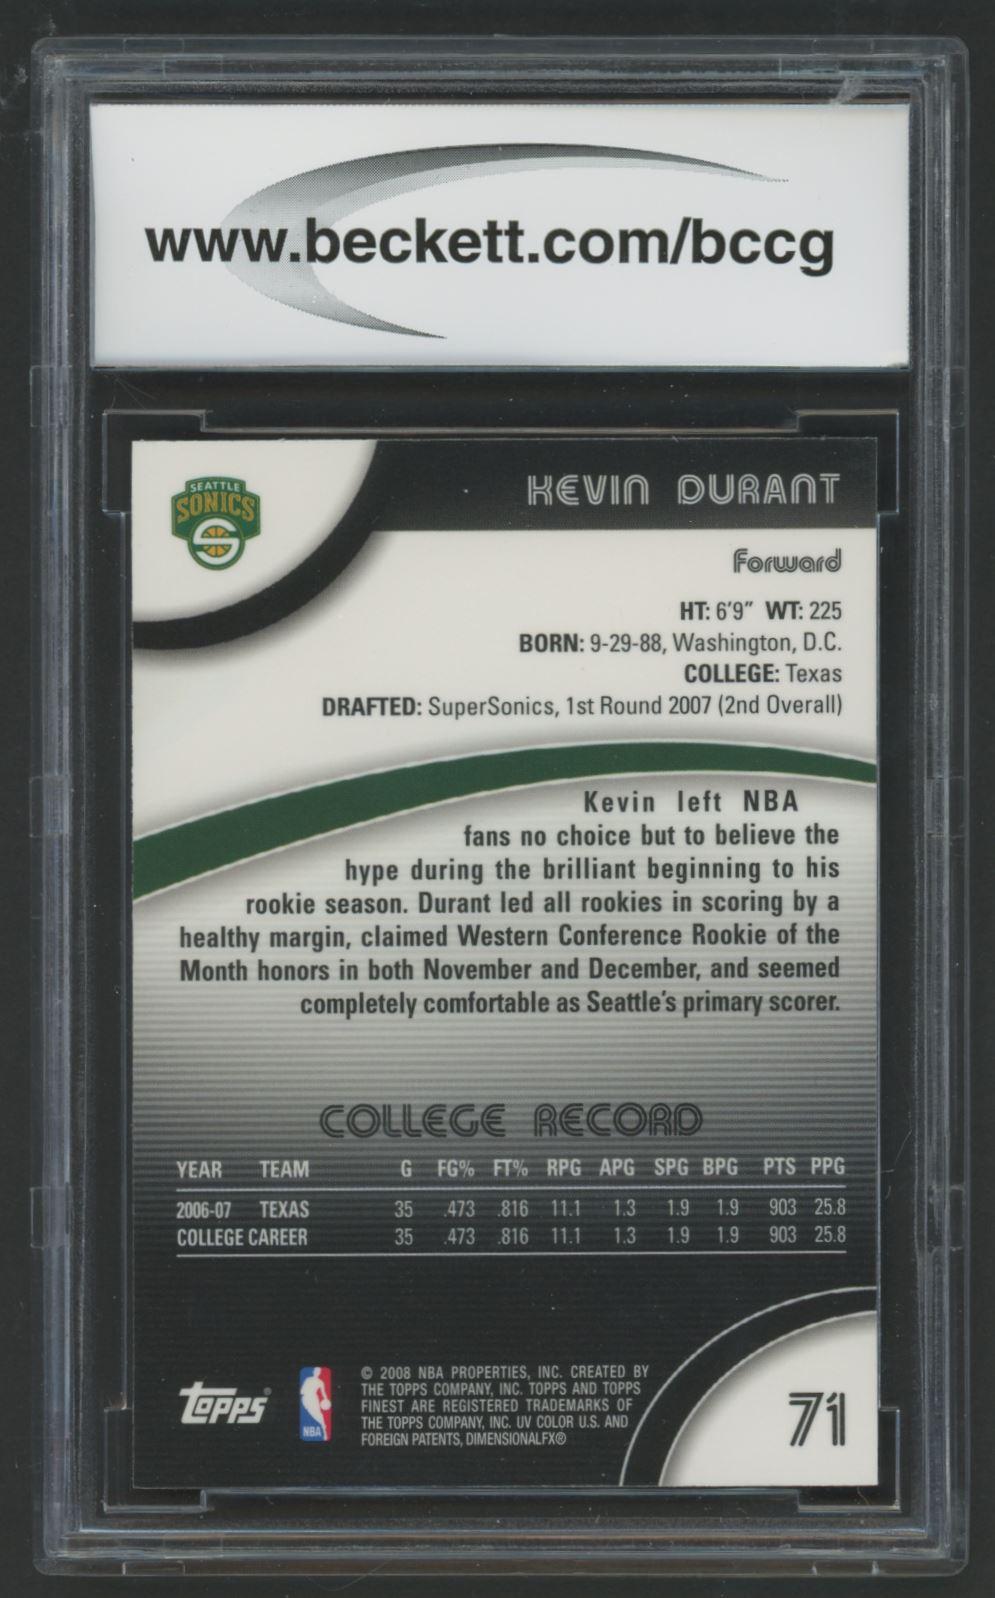 www.beckett.com/bccg
SEATTLE
SONICS
KEVIN DURANT
Forward
HT: 6'9" WT: 225
BORN: 9-29-88, Washington, D.C.
COLLEGE: Texas
DRAFTED: SuperSonics, 1st Round 2007 (2nd Overall)
Kevin left NBA
fans no choice but to believe the
hype during the brilliant beginning to his
rookie season. Durant led all rookies in scoring by a
healthy margin, claimed Western Conference Rookie of the
Month honors in both November and December, and seemed
completely comfortable as Seattle's primary scorer.
COLLEGE RECORD
YEAR TEAM G FG% FT% RPG APG SPG BPG PTS PPG
2006-07 TEXAS 35 .473 .816 11.1 1.3 1.9 1.9 903 25.8
COLLEGE CAREER 35 .473 .816 11.1 1.3 1.9 1.9 903 25.8
Topps®
NBA
© 2008 NBA PROPERTIES, INC. CREATED BY
THE TOPPS COMPANY, INC. TOPPS AND TOPPS
FINEST ARE REGISTERED TRADEMARKS OF
THE TOPPS COMPANY, INC. UV COLOR U.S. AND
FOREIGN PATENTS, DIMENSIONALFX®
71